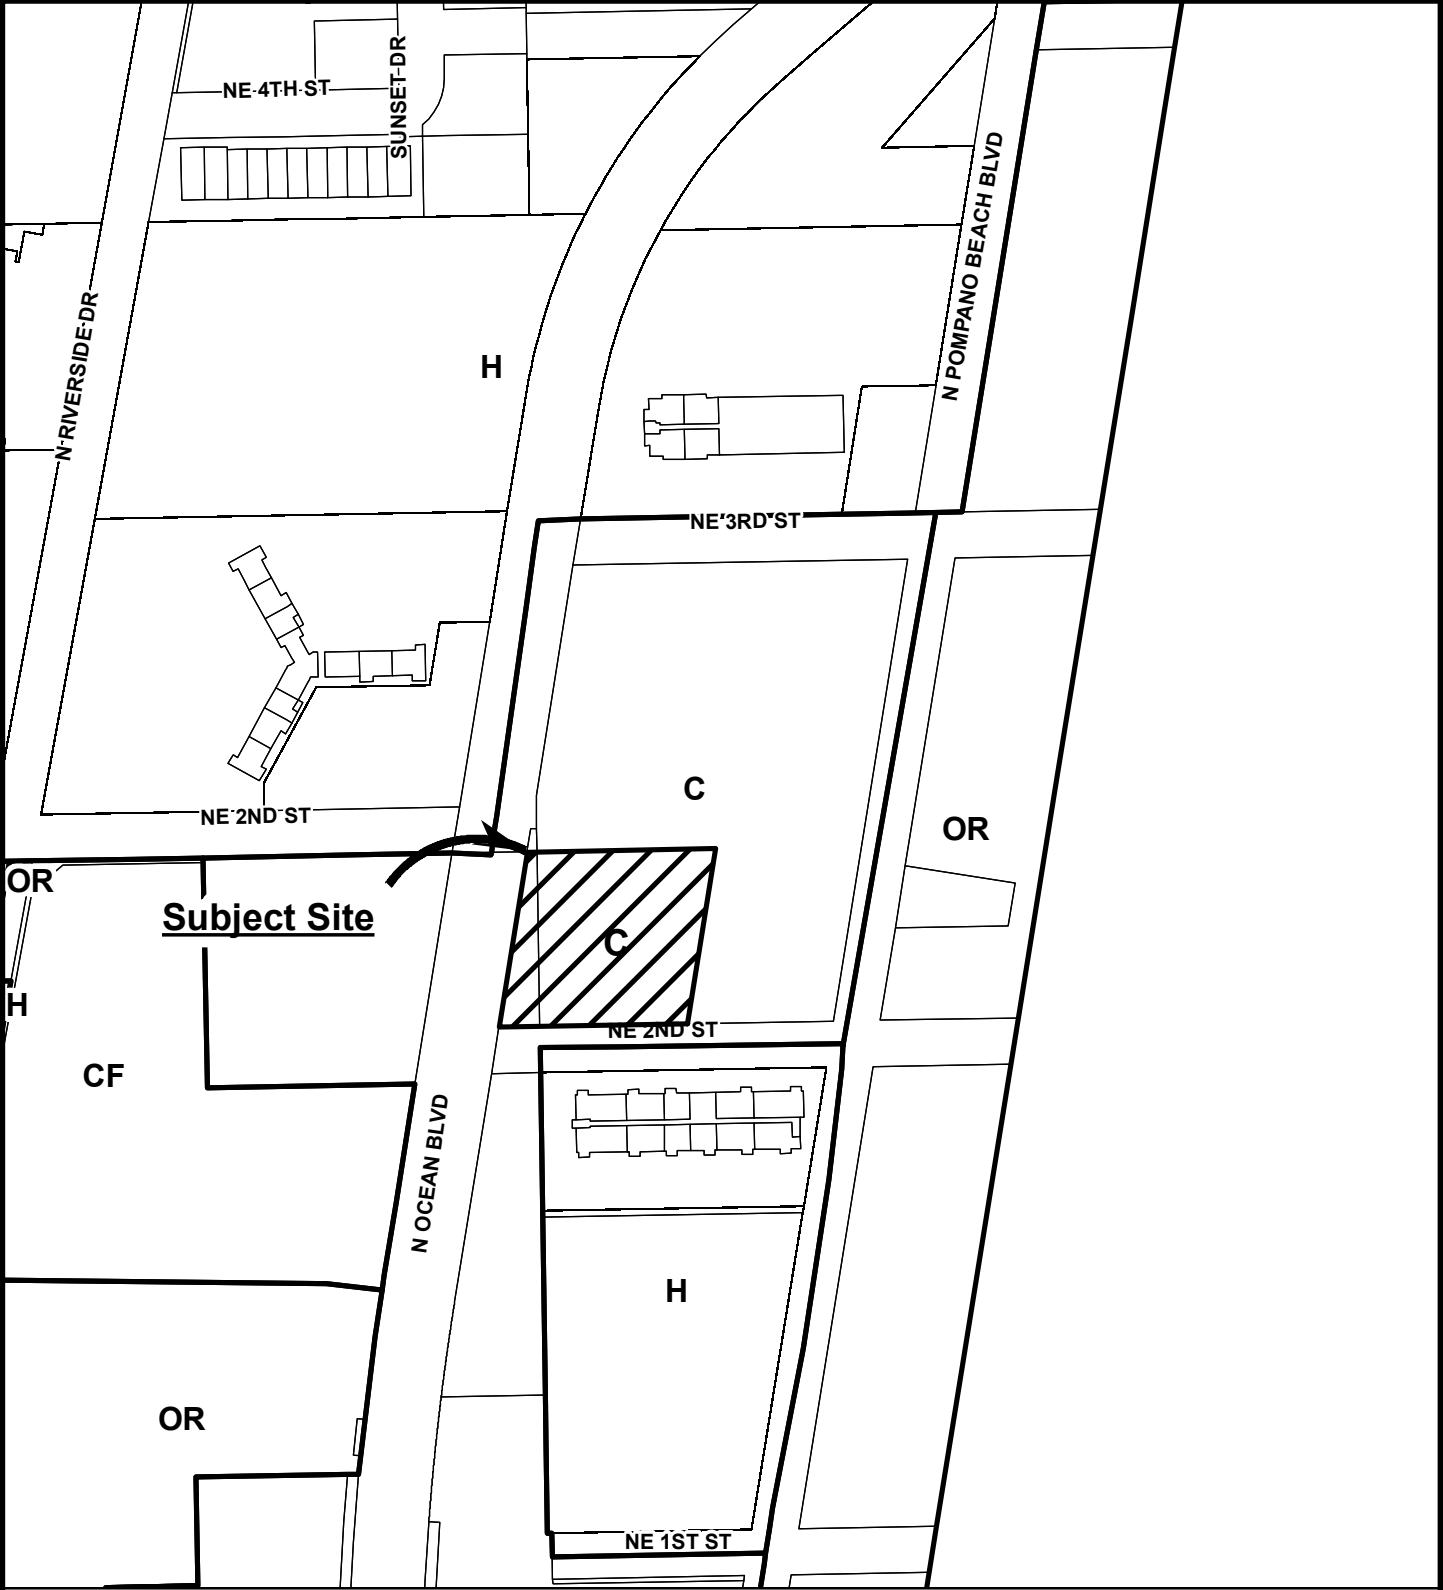 SUNSET DR
NE 4TH ST
N POMPANO BEACH BLVD
N RIVERSIDE DR
H
NE 3RD ST
C
NE 2ND ST
OR
OR
Subject Site
C
H
NE 2ND ST
CF
N OCEAN BLVD
H
OR
NE 1ST ST